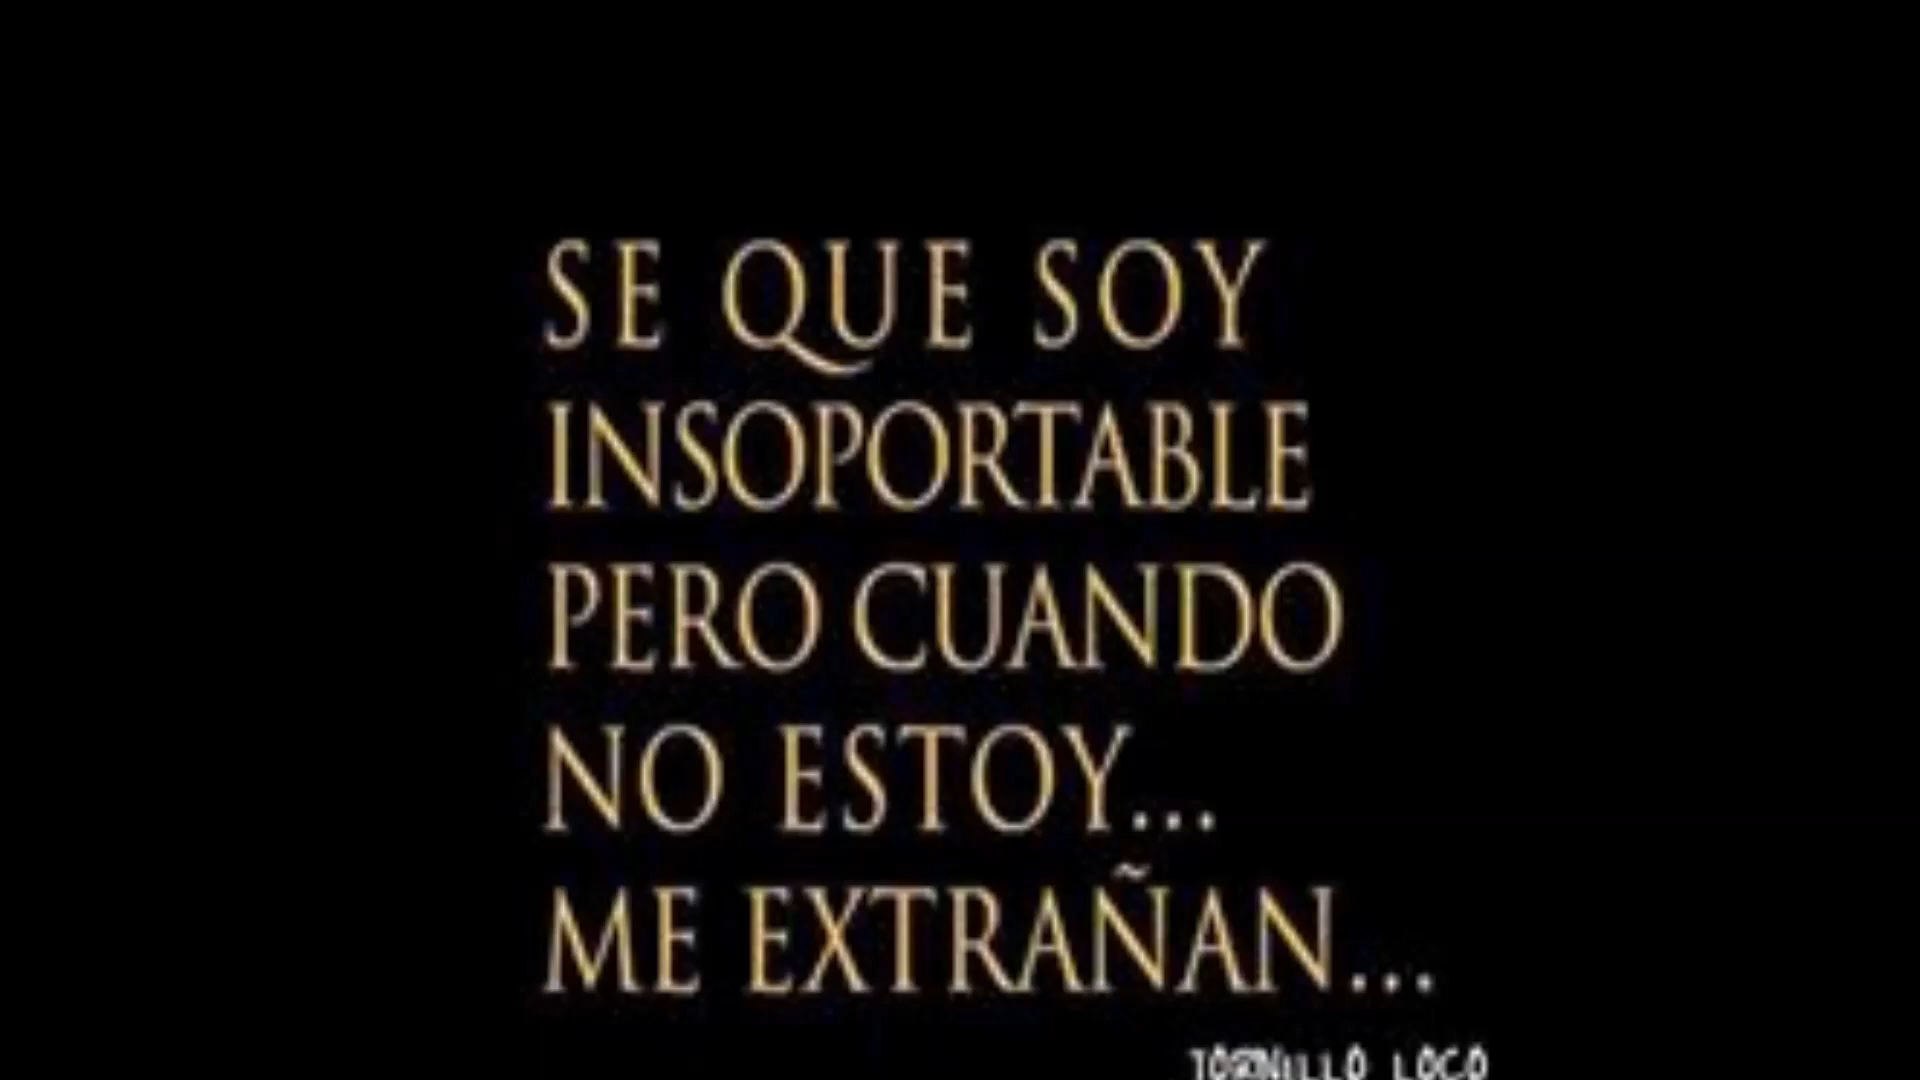 SE QUE SOY
INSOPORTABLE
PERO CUANDO
NO ESTOY...
ME EXTRAÑAN...
TORNILLO LOCO